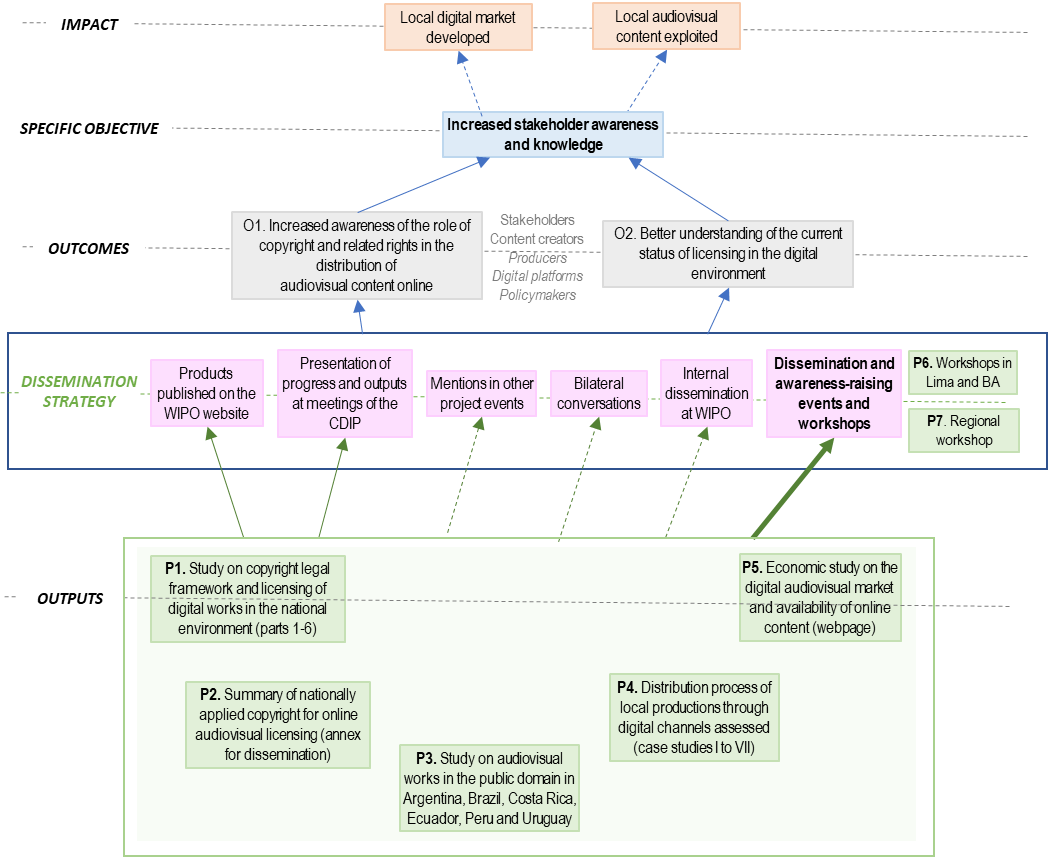 IMPACT
Local digital market
developed
Local audiovisual
content exploited
SPECIFIC OBJECTIVE
Increased stakeholder awareness
and knowledge
OUTCOMES
O1. Increased awareness of the role of
copyright and related rights in the
distribution of
audiovisual content online
Stakeholders
Content creators
Producers
Digital platforms
Policymakers
O2. Better understanding of the current
status of licensing in the digital
environment
DISSEMINATION
STRATEGY
Products
published on the
WIPO website
Presentation of
progress and outputs
at meetings of the
CDIP
Mentions in other
project events
Bilateral
conversations
Internal
dissemination
at WIPO
Dissemination and
awareness-raising
events and
workshops
P6. Workshops in
Lima and BA
P7. Regional
workshop
OUTPUTS
P1. Study on copyright legal
framework and licensing of
digital works in the national
environment (parts 1-6)
P5. Economic study on the
digital audiovisual market
and availability of online
content (webpage)
P2. Summary of nationally
applied copyright for online
audiovisual licensing (annex
for dissemination)
P4. Distribution process of
local productions through
digital channels assessed
(case studies I to VII)
P3. Study on audiovisual
works in the public domain in
Argentina, Brazil, Costa Rica,
Ecuador, Peru and Uruguay